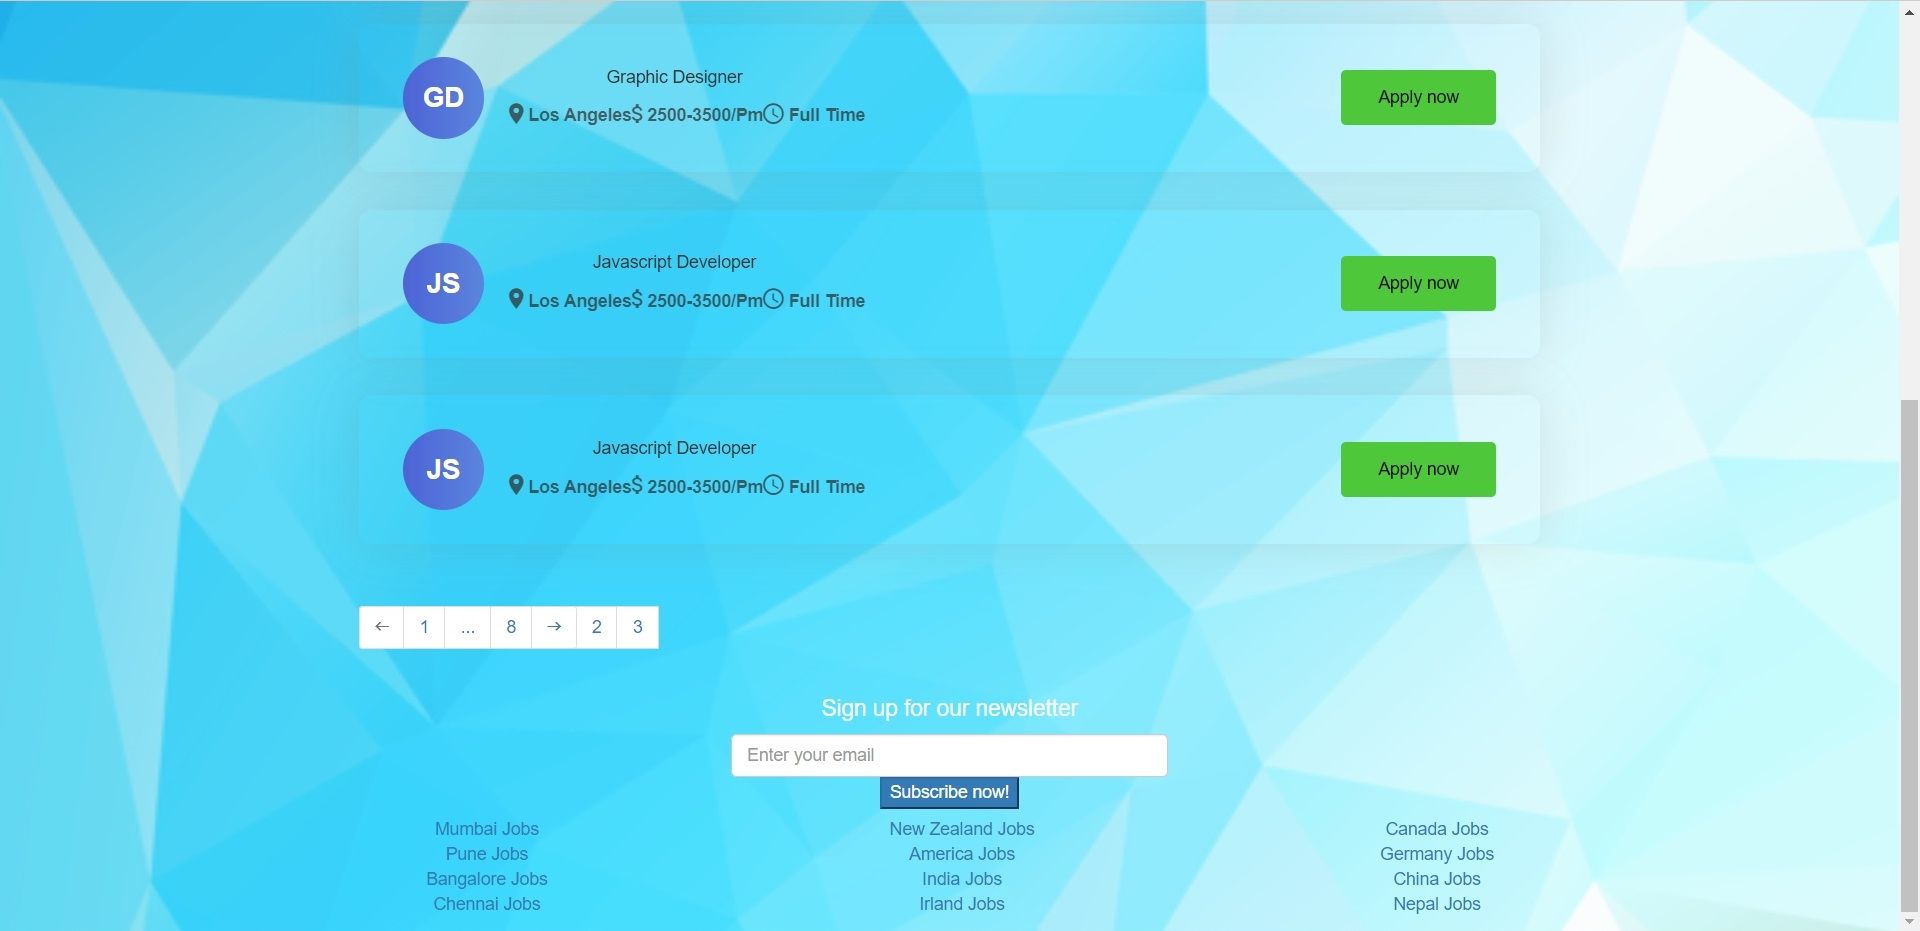 GD
Graphic Designer
Los Angeles$ 2500-3500/Pm Full Time
Apply now
JS
Javascript Developer
Los Angeles$ 2500-3500/Pm Full Time
Apply now
JS
Javascript Developer
Los Angeles$ 2500-3500/Pm Full Time
Apply now
← 1 ... 8 → 2 3
Sign up for our newsletter
Enter your email
Subscribe now!
Mumbai Jobs New Zealand Jobs Canada Jobs
Pune Jobs America Jobs Germany Jobs
Bangalore Jobs India Jobs China Jobs
Chennai Jobs Irland Jobs Nepal Jobs